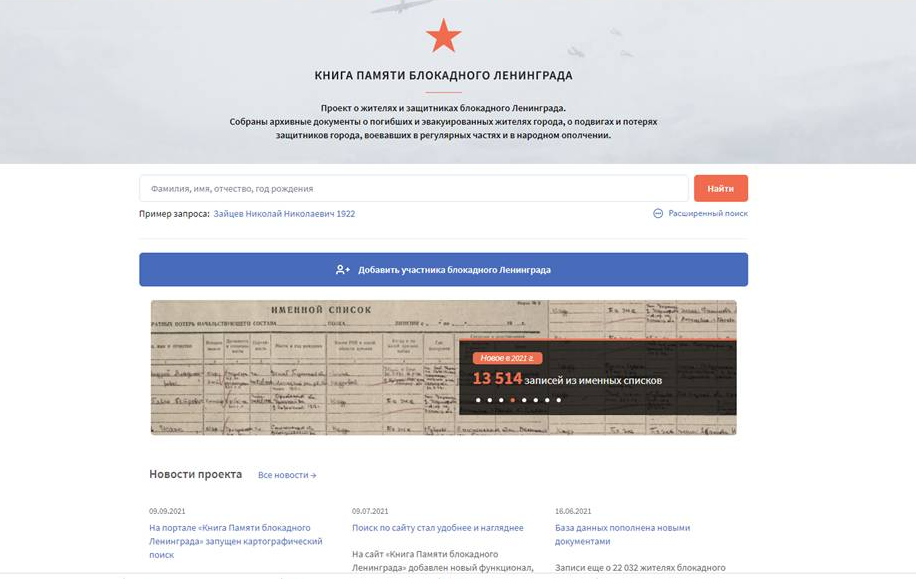 КНИГА ПАМЯТИ БЛОКАДНОГО ЛЕНИНГРАДА
Проект о жителях и защитниках блокадного Ленинграда.
Собраны архивные документы о погибших и эвакуированных жителях города, о подвигах и потерях
защитников города, воевавших в регулярных частях и в народном ополчении.
Фамилия, имя, отчество, год рождения
Найти
Пример запроса: Зайцев Николай Николаевич 1922
Расширенный поиск
Добавить участника блокадного Ленинграда
ИМЕННОЙ СПИСОК
Новое в 2021 г.
13 514 записей из именных списков
Новости проекта
Все новости →
09.09.2021
На портале «Книга Памяти блокадного
Ленинграда» запущен картографический
поиск
09.07.2021
Поиск по сайту стал удобнее и нагляднее
На сайт «Книга Памяти блокадного
Ленинграда» добавлен новый функционал,
16.06.2021
База данных пополнена новыми
документами
Записи еще о 22 032 жителях блокадного